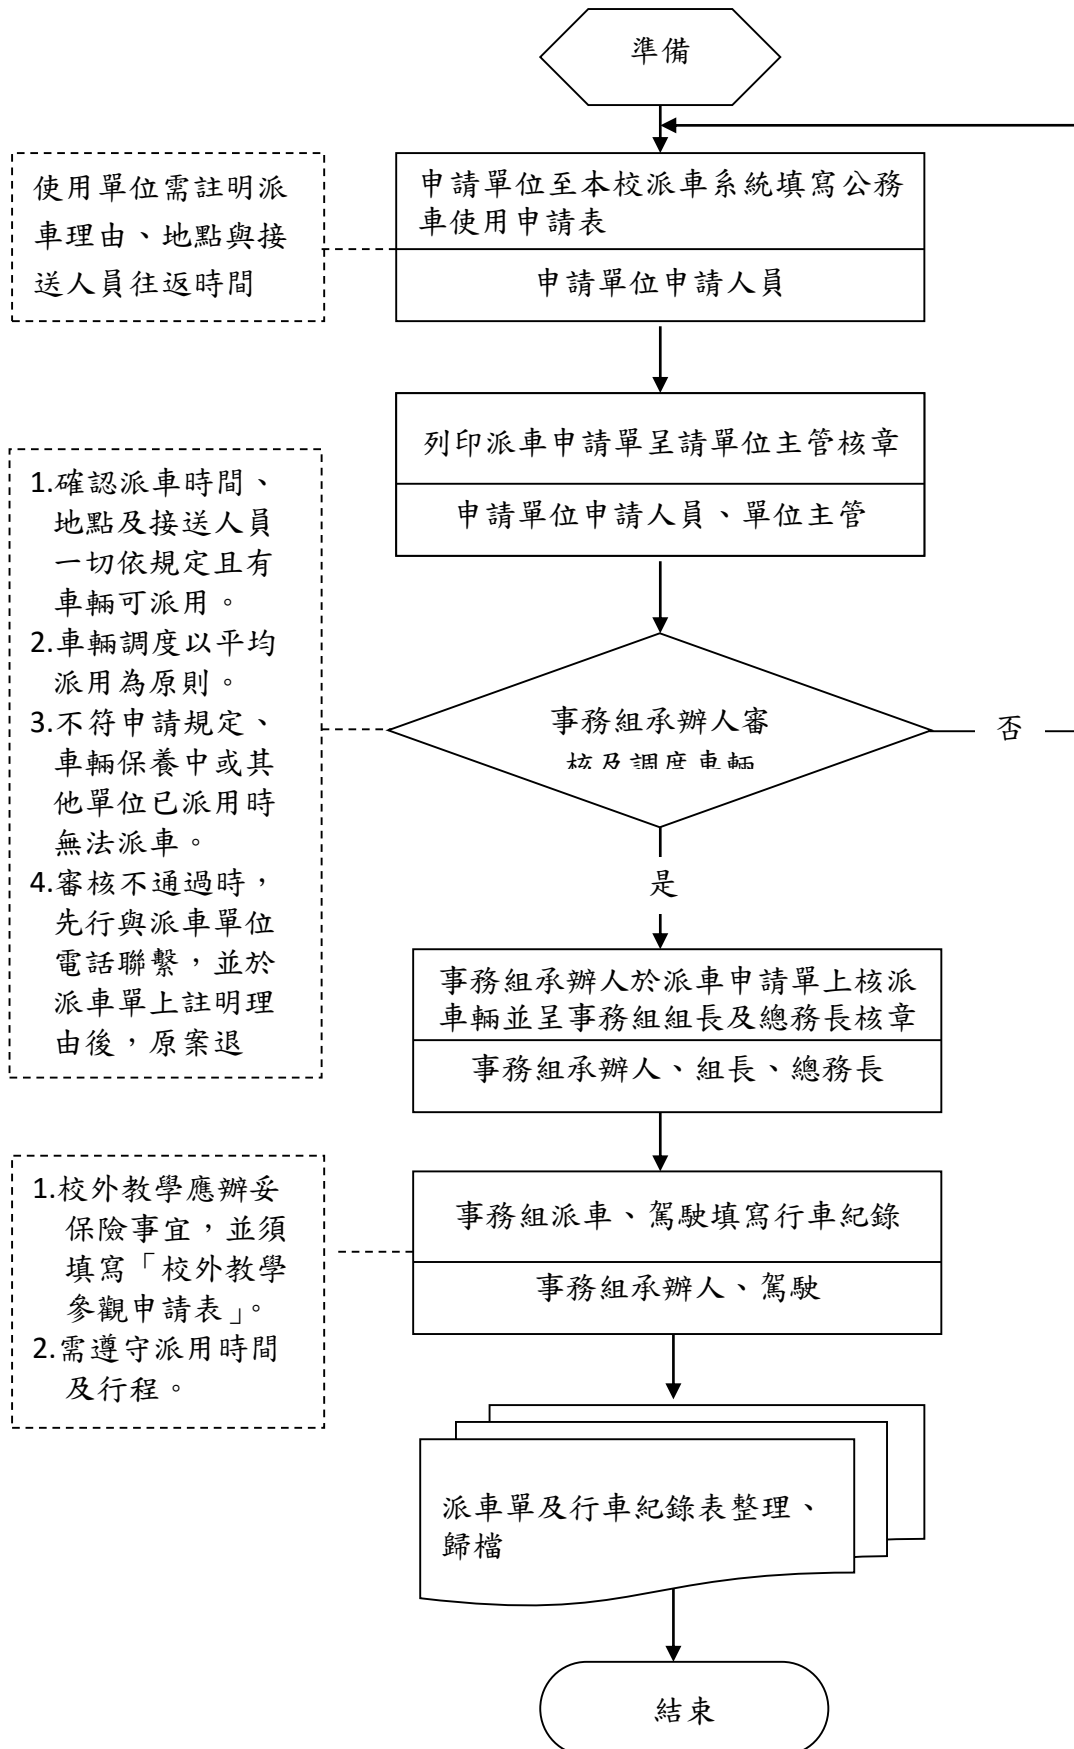 準備
使用單位需註明派
車理由、地點與接
送人員往返時間
申請單位至本校派車系統填寫公務
車使用申請表
申請單位申請人員
列印派車申請單呈請單位主管核章
申請單位申請人員、單位主管
1.確認派車時間、
地點及接送人員
一切依規定且有
車輛可派用。
2.車輛調度以平均
派用為原則。
3.不符申請規定、
車輛保養中或其
他單位已派用時
無法派車。
4.審核不通過時,
先行與派車單位
電話聯繫,並於
派車單上註明理
由後,原案退
事務組承辦人審
核及調度車輛
否
是
事務組承辦人於派車申請單上核派
車輛並呈事務組組長及總務長核章
事務組承辦人、組長、總務長
1.校外教學應辦妥
保險事宜,並須
填寫「校外教學
參觀申請表」。
2.需遵守派用時間
及行程。
事務組派車、駕駛填寫行車紀錄
事務組承辦人、駕駛
派車單及行車紀錄表整理、
歸檔
結束